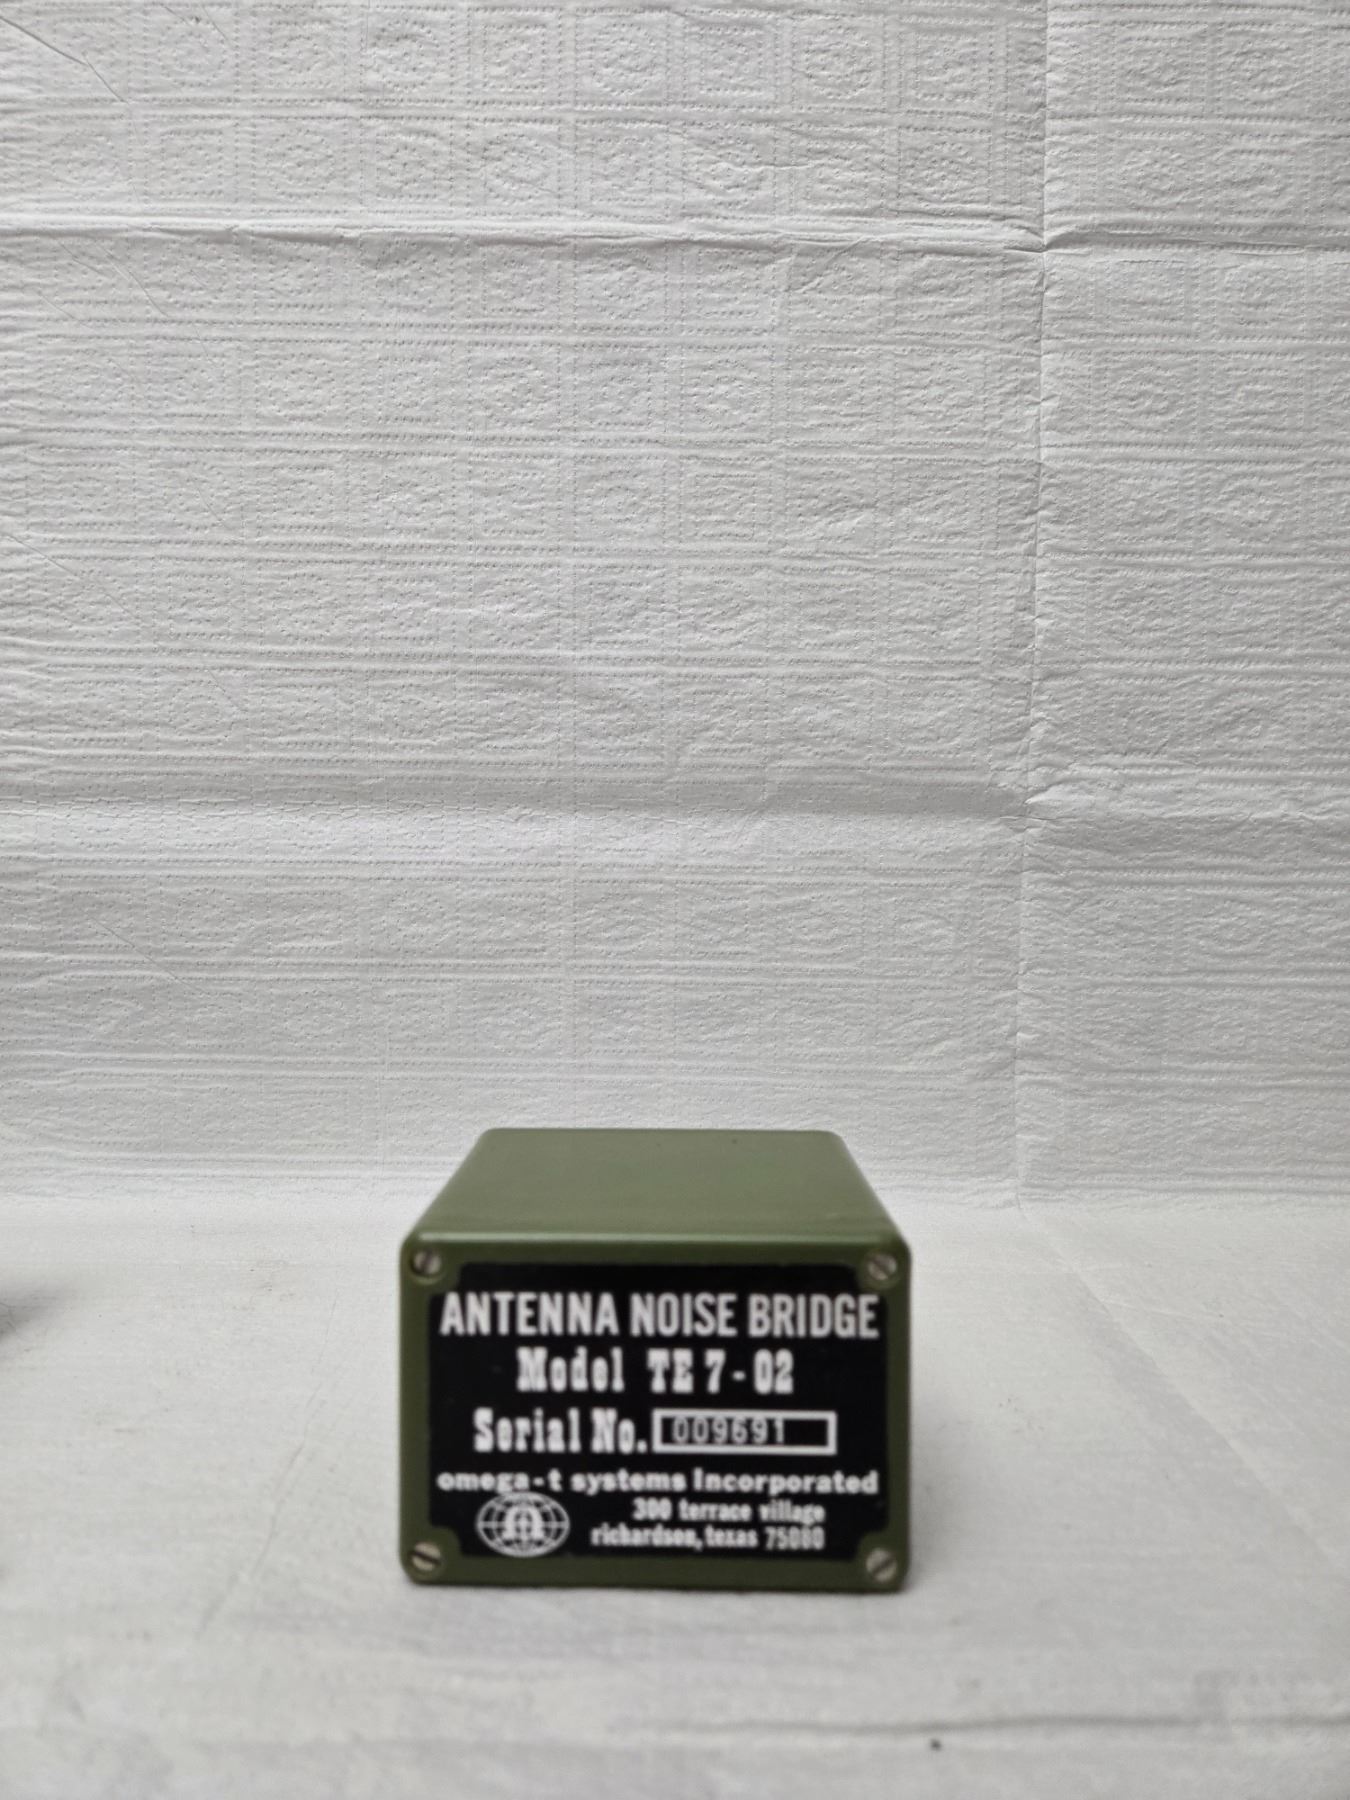 ANTENNA NOISE BRIDGE
Model TE 7-02
Serial No. 009691
omega-t systems Incorporated
300 terrace village
richardson, texas 75080